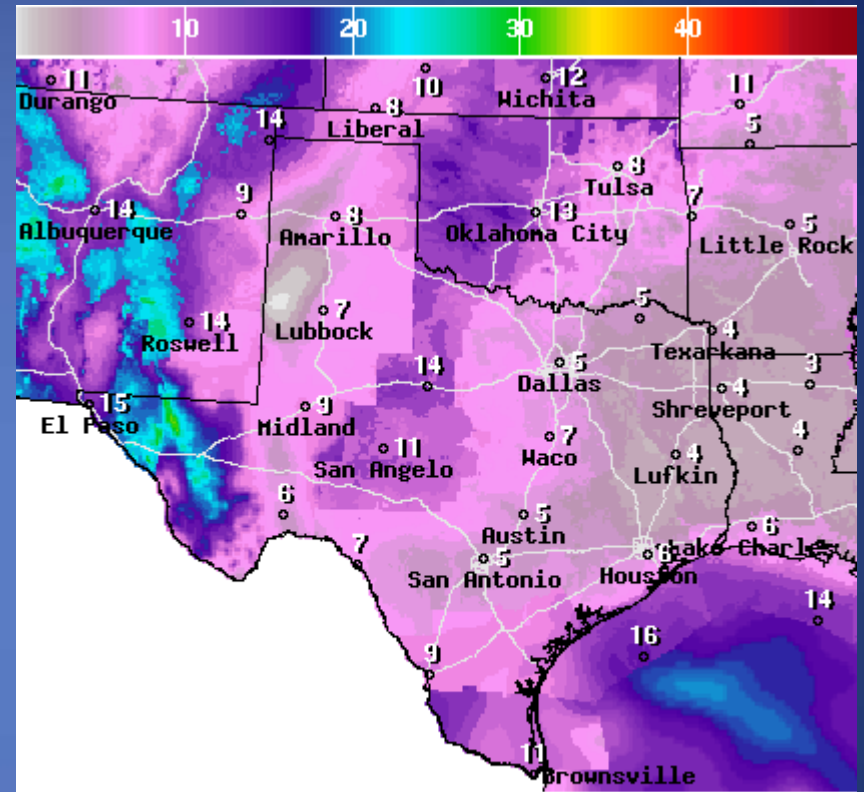 10 20 30 40
11 10 12 11
Durango Wichita
8
Liberal
14 5
8
Tulsa
14 9 8 13 7 5
Albuquerque Amarillo Oklahoma City Little Rock
14 7 5 4
Roswell Lubbock Texarkana
14 5 4 3
Dallas
15 9 Shreveport
El Paso Midland
11 7 4 4
San Angelo Waco Lufkin
6 5 6
Austin
7 5 6 Lake Charles
San Antonio Houston
14
16
9
11
Brownsville